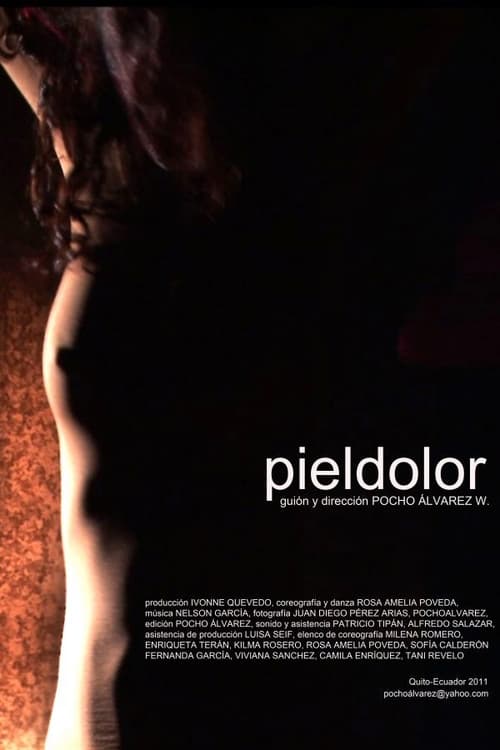 pieldolor
guión y dirección POCHO ÁLVAREZ W.
producción IVONNE QUEVEDO, coreografía y danza ROSA AMELIA POVEDA,
música NELSON GARCÍA, fotografía JUAN DIEGO PÉREZ ARIAS, POCHOALVAREZ,
edición POCHO ÁLVAREZ, sonido y asistencia PATRICIO TIPÁN, ALFREDO SALAZAR,
asistencia de producción LUISA SEIF, elenco de coreografía MILENA ROMERO,
ENRIQUETA TERÁN, KILMA ROSERO, ROSA AMELIA POVEDA, SOFÍA CALDERÓN
FERNANDA GARCÍA, VIVIANA SANCHEZ, CAMILA ENRÍQUEZ, TANI REVELO
Quito-Ecuador 2011
pochoálvarez@yahoo.com